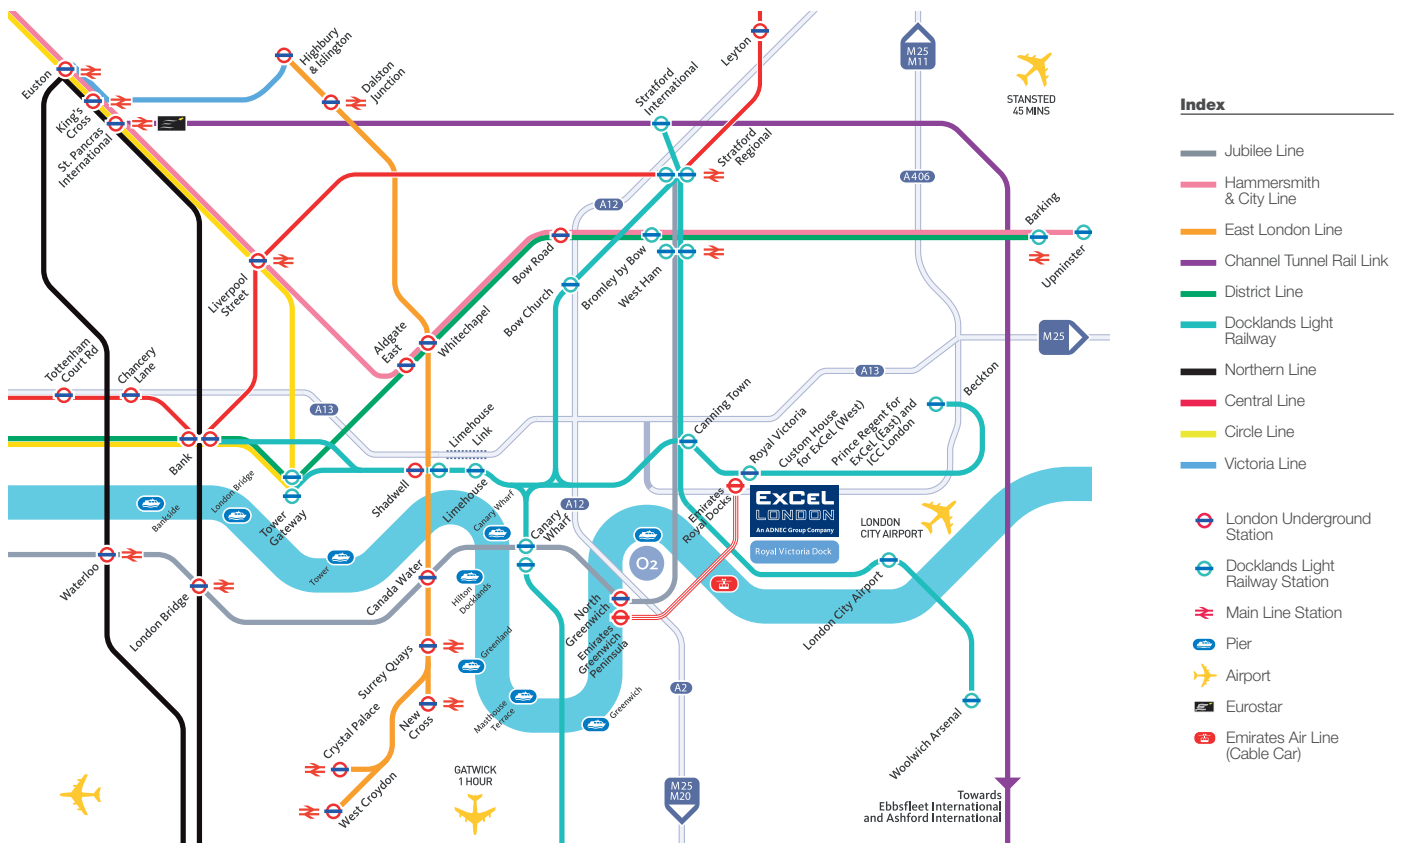 Euston
King's
Cross
St. Pancras
International
Highbury
& Islington
Dalston
Junction
Leyton
Stratford
International
Stratford
Regional
M25
M11
STANSTED
45 MINS
A406
A12
Barking
Upminster
Liverpool
Street
Bow Road
Bromley by Bow
West Ham
Bow Church
Aldgate
East
Whitechapel
M25
Tottenham
Court Rd
Chancery
Lane
A13
A13
Beckton
Limehouse
Link
Canning Town
Royal Victoria
Custom House
for ExCeL (West)
Prince Regent for
ExCeL (East) and
ICC London
Bank
London Bridge
Bankside
Tower
Gateway
Shadwell
Limehouse
Canary Wharf
Canary
Wharf
A12
Emirates
Royal Docks
ExCeL
LONDON
An ADNEC Group Company
Royal Victoria Dock
LONDON
CITY AIRPORT
O2
Tower
Waterloo
London Bridge
Canada Water
Hilton
Docklands
North
Greenwich
Emirates
Greenwich
Peninsula
London City Airport
Surrey Quays
Greenland
New
Cross
Masthouse
Terrace
Greenwich
A2
Crystal Palace
West Croydon
GATWICK
1 HOUR
M25
M20
Woolwich Arsenal
Towards
Ebbsfleet International
and Ashford International
Index
Jubilee Line
Hammersmith
& City Line
East London Line
Channel Tunnel Rail Link
District Line
Docklands Light
Railway
Northern Line
Central Line
Circle Line
Victoria Line
London Underground
Station
Docklands Light
Railway Station
Main Line Station
Pier
Airport
Eurostar
Emirates Air Line
(Cable Car)